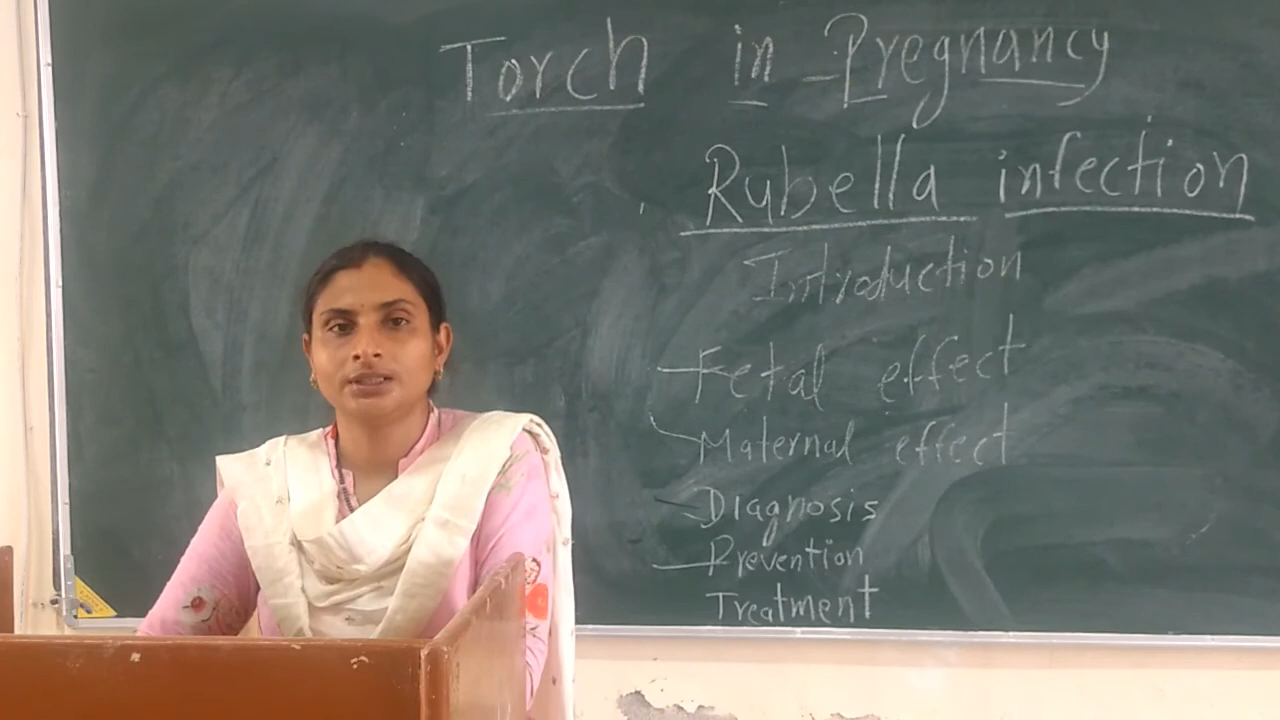 Torch in Pregnancy
Rubella infection
Introduction
Fetal effect
Maternal effect
Diagnosis
Prevention
Treatment